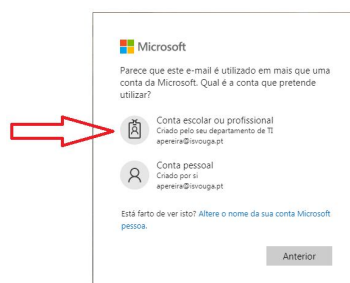 Microsoft
Parece que este e-mail é utilizado em mais que uma
conta da Microsoft. Qual é a conta que pretende
utilizar?
Conta escolar ou profissional
Criado pelo seu departamento de TI
apereira@isvouga.pt
Conta pessoal
Criado por si
apereira@isvouga.pt
Está farto de ver isto? Altere o nome da sua conta Microsoft
pessoa.
Anterior